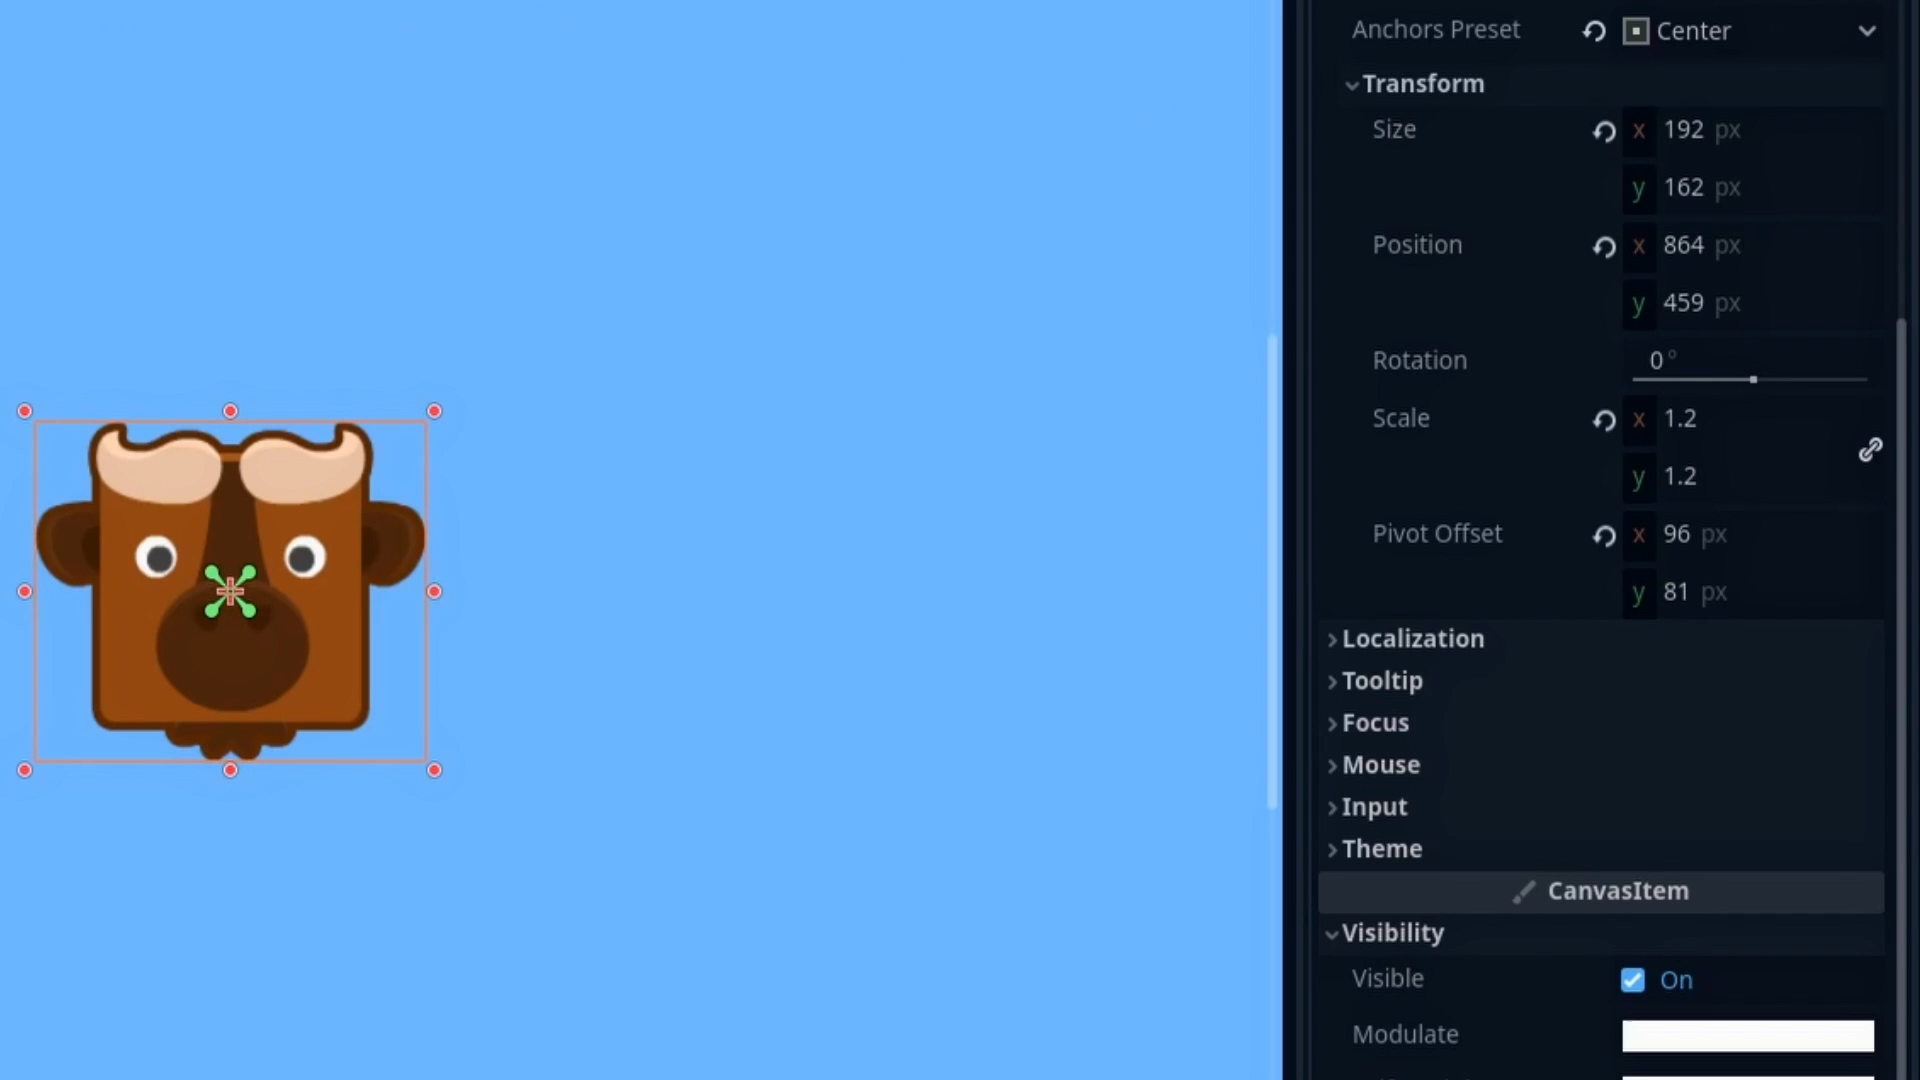 Anchors Preset Center
Transform
Size x 192 px
y 162 px
Position x 864 px
y 459 px
Rotation 0 °
Scale x 1.2
y 1.2
Pivot Offset x 96 px
y 81 px
Localization
Tooltip
Focus
Mouse
Input
Theme
CanvasItem
Visibility
Visible On
Modulate